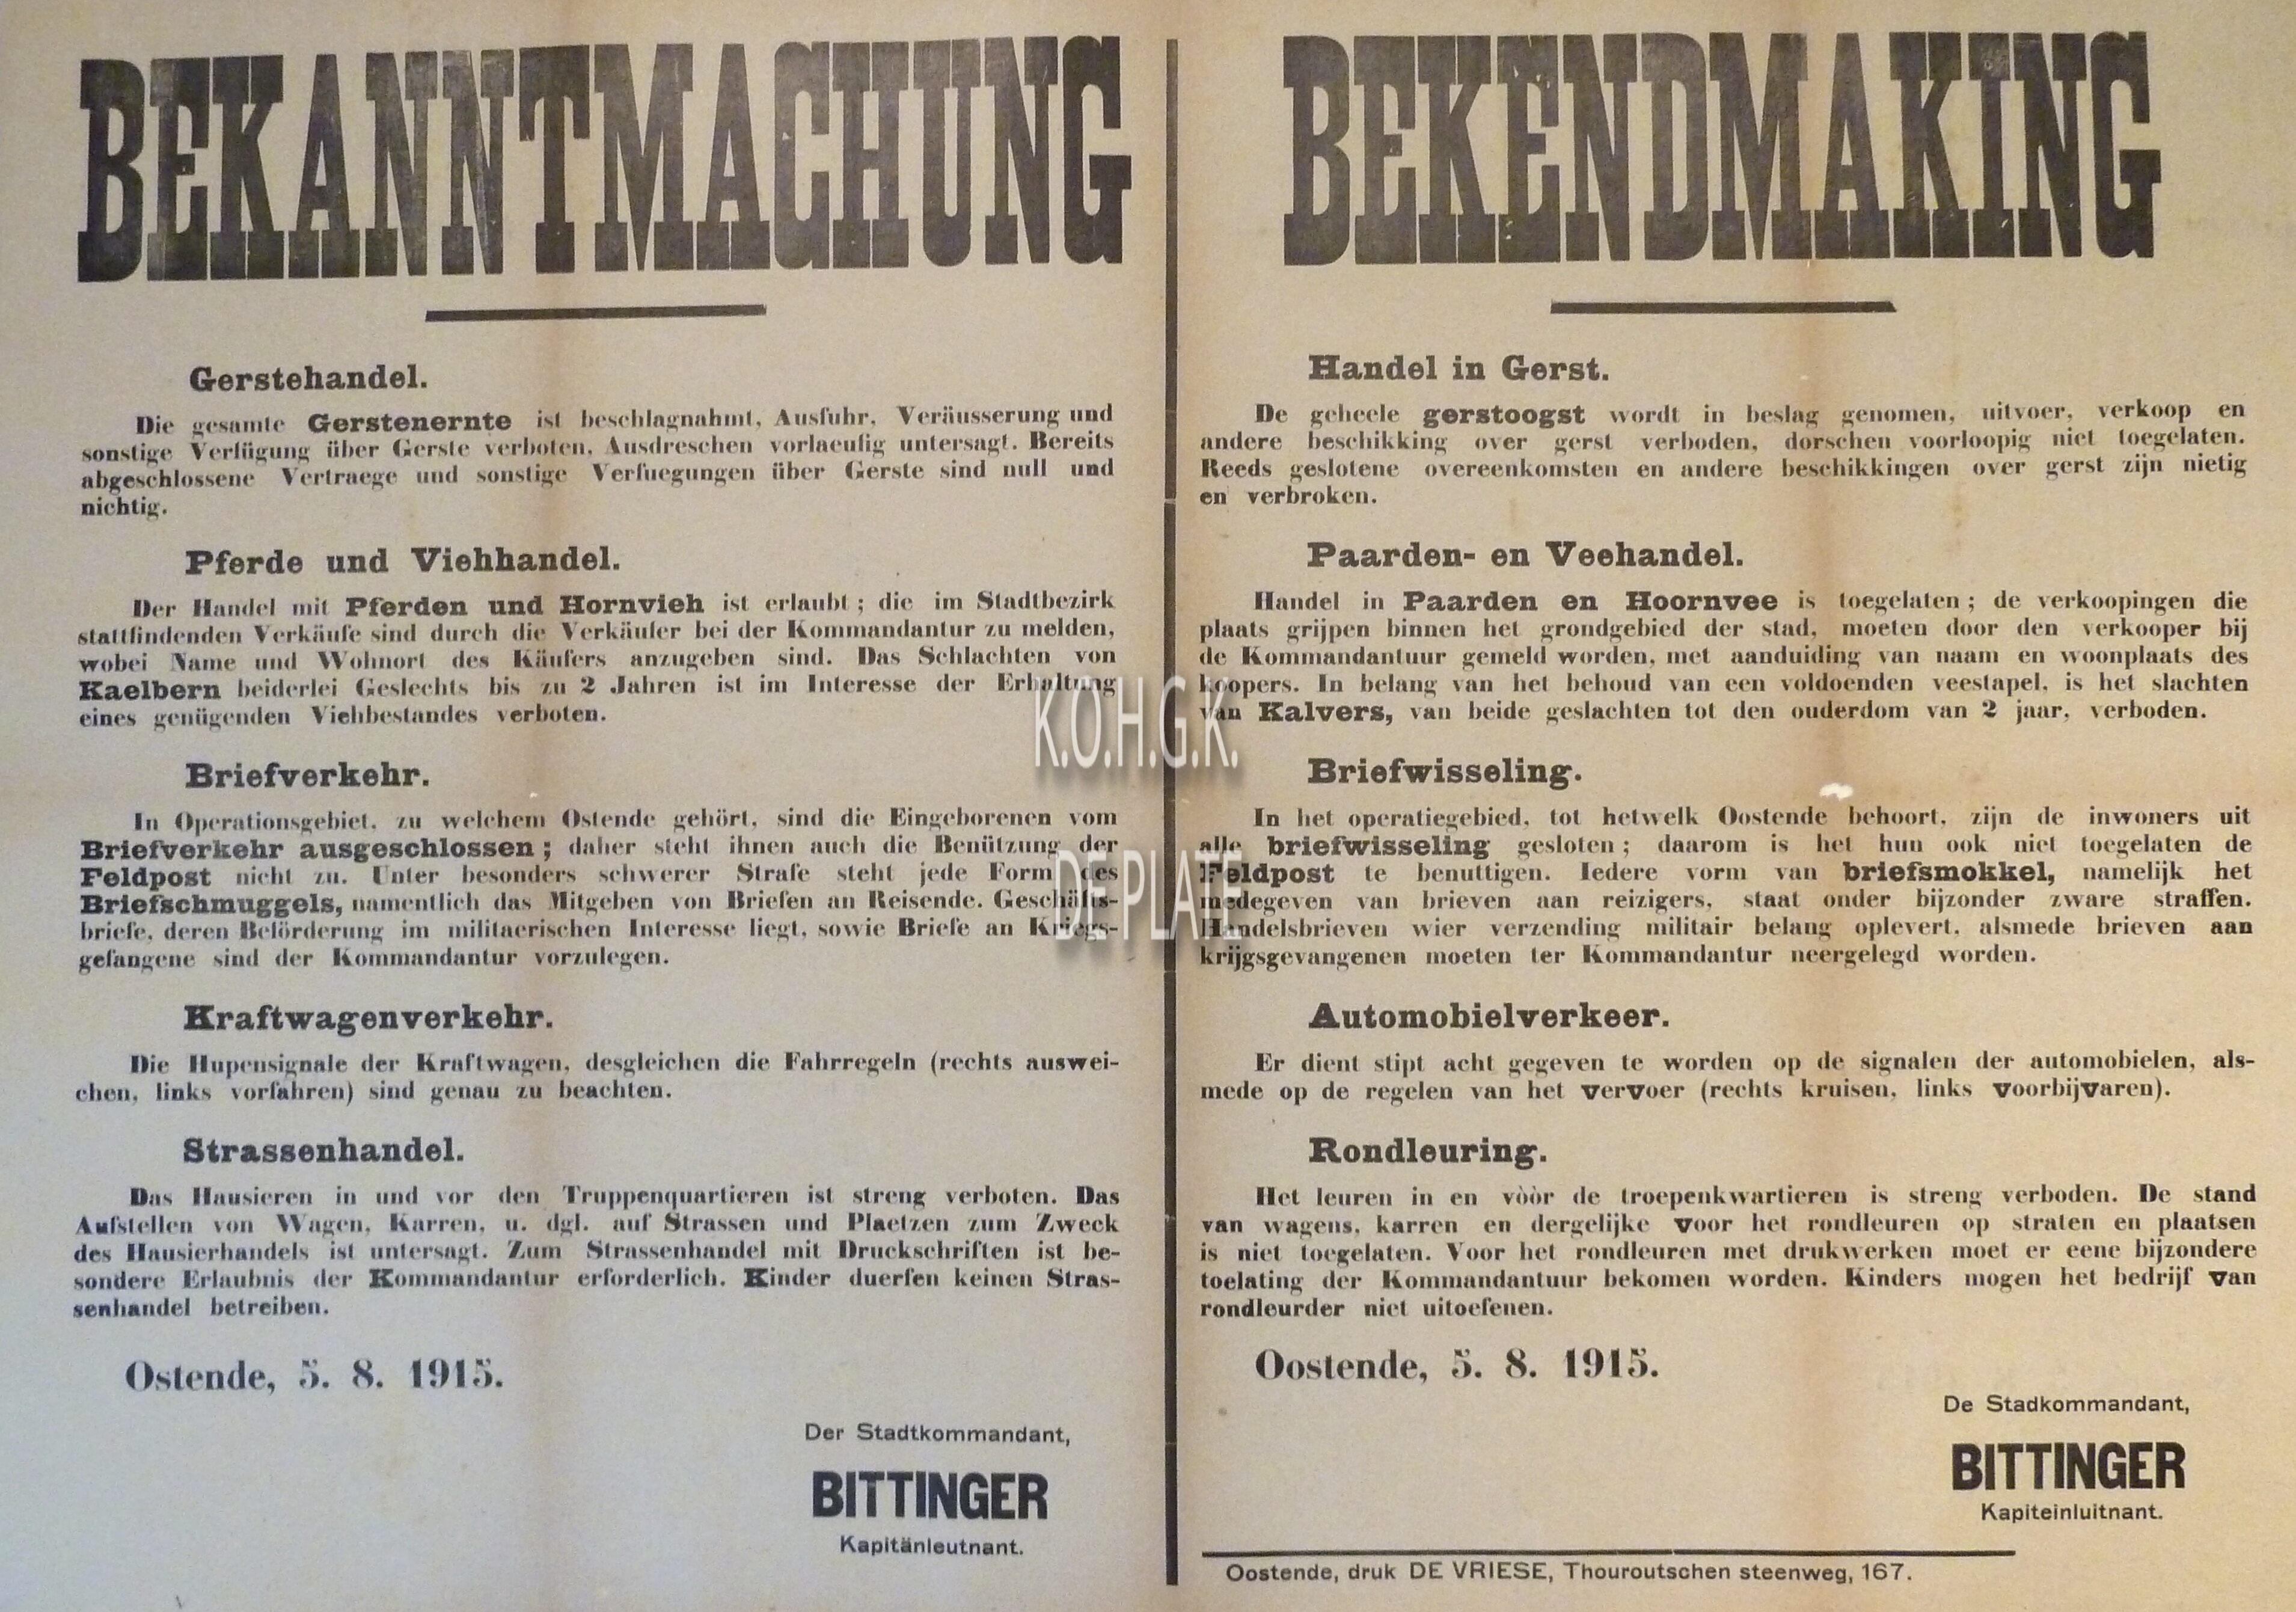 BEKANNTMACHUNG
Gerstehandel.
Die gesamte Gerstenernte ist beschlagnahmt, Ausfuhr, Veräusserung und
sonstige Verfügung über Gerste verboten, Ausdreschen vorlaeufig untersagt. Bereits
abgeschlossene Vertraege und sonstige Verfuegungen über Gerste sind null und
nichtig.
Pferde und Viehhandel.
Der Handel mit Pferden und Hornvieh ist erlaubt ; die im Stadtbezirk
stattfindenden Verkäufe sind durch die Verkäufer bei der Kommandantur zu melden,
wobei Name und Wohnort des Käufers anzugeben sind. Das Schlachten von
Kaelbern beiderlei Geslechts bis zu 2 Jahren ist im Interesse der Erhaltung
eines genügenden Viehbestandes verboten.
Briefverkehr.
In Operationsgebiet, zu welchem Ostende gehört, sind die Eingeborenen vom
Briefverkehr ausgeschlossen ; daher steht ihnen auch die Benützung der
Feldpost nicht zu. Unter besonders schwerer Strafe steht jede Form des
Briefschmuggels, namentlich das Mitgeben von Briefen an Reisende. Geschäfts-
briefe, deren Beförderung im militaerischen Interesse liegt, sowie Briefe an Kriegs-
gefangene sind der Kommandantur vorzulegen.
Kraftwagenverkehr.
Die Hupensignale der Kraftwagen, desgleichen die Fahrregeln (rechts auswei-
chen, links vorfahren) sind genau zu beachten.
Strassenhandel.
Das Hausieren in und vor den Truppenquartieren ist streng verboten. Das
Aufstellen von Wagen, Karren, u. dgl. auf Strassen und Plaetzen zum Zweck
des Hausierhandels ist untersagt. Zum Strassenhandel mit Druckschriften ist be-
sondere Erlaubnis der Kommandantur erforderlich. Kinder duerfen keinen Stras-
senhandel betreiben.
Ostende, 5. 8. 1915.
Der Stadtkommandant,
BITTINGER
Kapitänleutnant.
BEKENDMAKING
Handel in Gerst.
De geheele gerstoogst wordt in beslag genomen, uitvoer, verkoop en
andere beschikking over gerst verboden, dorschen voorloopig niet toegelaten.
Reeds geslotene overeenkomsten en andere beschikkingen over gerst zijn nietig
en verbroken.
Paarden- en Veehandel.
Handel in Paarden en Hoornvee is toegelaten ; de verkoopingen die
plaats grijpen binnen het grondgebied der stad, moeten door den verkooper bij
de Kommandantuur gemeld worden, met aanduiding van naam en woonplaats des
koopers. In belang van het behoud van een voldoenden veestapel, is het slachten
van Kalvers, van beide geslachten tot den ouderdom van 2 jaar, verboden.
Briefwisseling.
In het operatiegebied, tot hetwelk Oostende behoort, zijn de inwoners uit
alle briefwisseling gesloten ; daarom is het hun ook niet toegelaten de
Feldpost te benuttigen. Iedere vorm van briefsmokkel, namelijk het
medegeven van brieven aan reizigers, staat onder bijzonder zware straffen.
Handelsbrieven wier verzending militair belang oplevert, alsmede brieven aan
krijgsgevangenen moeten ter Kommandantur neergelegd worden.
Automobielverkeer.
Er dient stipt acht gegeven te worden op de signalen der automobielen, als-
mede op de regelen van het vervoer (rechts kruisen, links voorbijvaren).
Rondleuring.
Het leuren in en vòòr de troepenkwartieren is streng verboden. De stand
van wagens, karren en dergelijke voor het rondleuren op straten en plaatsen
is niet toegelaten. Voor het rondleuren met drukwerken moet er eene bijzondere
toelating der Kommandantuur bekomen worden. Kinders mogen het bedrijf van
rondleurder niet uitoefenen.
Oostende, 5. 8. 1915.
De Stadkommandant,
BITTINGER
Kapiteinluitnant.
Oostende, druk DE VRIESE, Thouroutschen steenweg, 167.
K.O.H.G.K.
DE PLATE